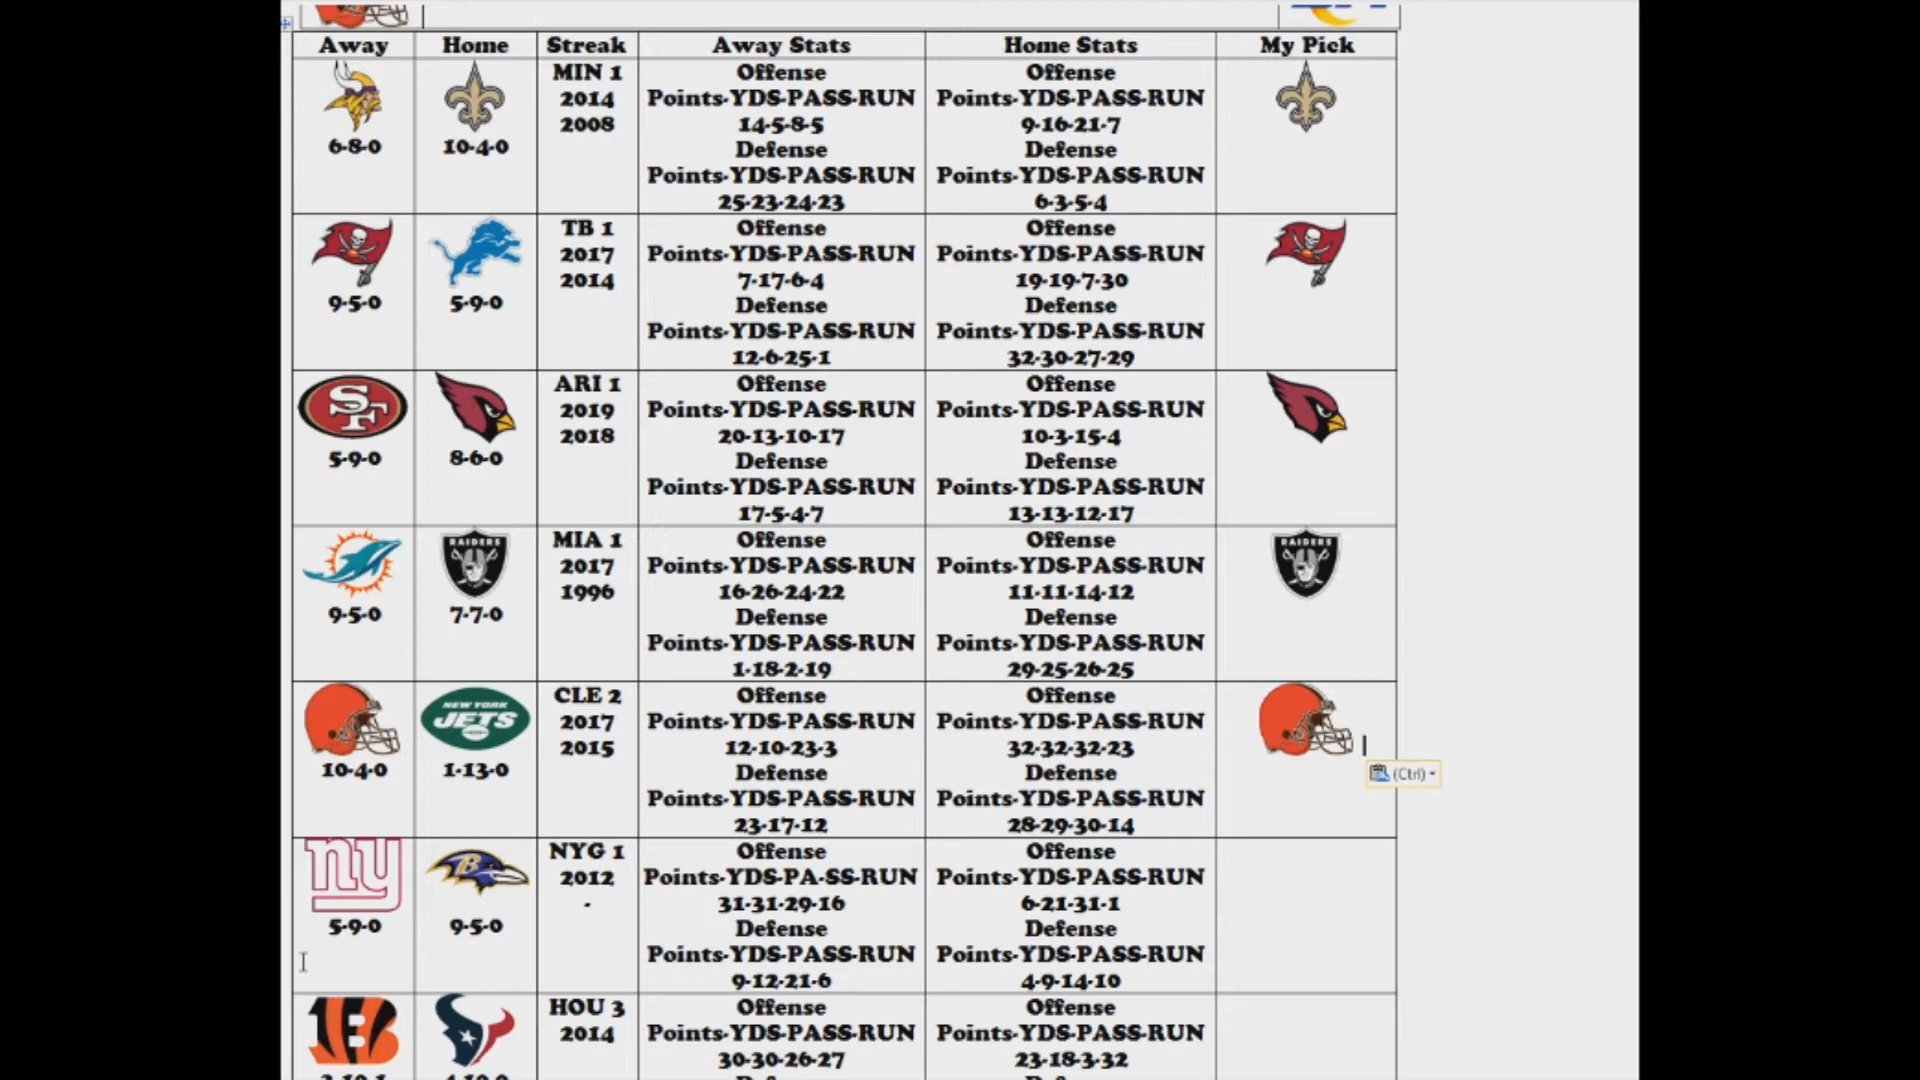 Away Home Streak Away Stats Home Stats My Pick
MIN 1 Offense Offense
2014 Points-YDS-PASS-RUN Points-YDS-PASS-RUN
2008 14-5-8-5 9-16-21-7
6-8-0 10-4-0 Defense Defense
Points-YDS-PASS-RUN Points-YDS-PASS-RUN
25-23-24-23 6-3-5-4
TB 1 Offense Offense
2017 Points-YDS-PASS-RUN Points-YDS-PASS-RUN
2014 7-17-6-4 19-19-7-30
9-5-0 5-9-0 Defense Defense
Points-YDS-PASS-RUN Points-YDS-PASS-RUN
12-6-25-1 32-30-27-29
SF ARI 1 Offense Offense
2019 Points-YDS-PASS-RUN Points-YDS-PASS-RUN
2018 20-13-10-17 10-3-15-4
5-9-0 8-6-0 Defense Defense
Points-YDS-PASS-RUN Points-YDS-PASS-RUN
17-5-4-7 13-13-12-17
RAIDERS MIA 1 Offense Offense RAIDERS
2017 Points-YDS-PASS-RUN Points-YDS-PASS-RUN
1996 16-26-24-22 11-11-14-12
9-5-0 7-7-0 Defense Defense
Points-YDS-PASS-RUN Points-YDS-PASS-RUN
1-18-2-19 29-25-26-25
NEW YORK CLE 2 Offense Offense
JETS 2017 Points-YDS-PASS-RUN Points-YDS-PASS-RUN
2015 12-10-23-3 32-32-32-23
10-4-0 1-13-0 Defense Defense (Ctrl)
Points-YDS-PASS-RUN Points-YDS-PASS-RUN
23-17-12 28-29-30-14
ny B NYG 1 Offense Offense
2012 Points-YDS-PA-SS-RUN Points-YDS-PASS-RUN
- 31-31-29-16 6-21-31-1
5-9-0 9-5-0 Defense Defense
Points-YDS-PASS-RUN Points-YDS-PASS-RUN
9-12-21-6 4-9-14-10
B HOU 3 Offense Offense
2014 Points-YDS-PASS-RUN Points-YDS-PASS-RUN
30-30-26-27 23-18-3-32